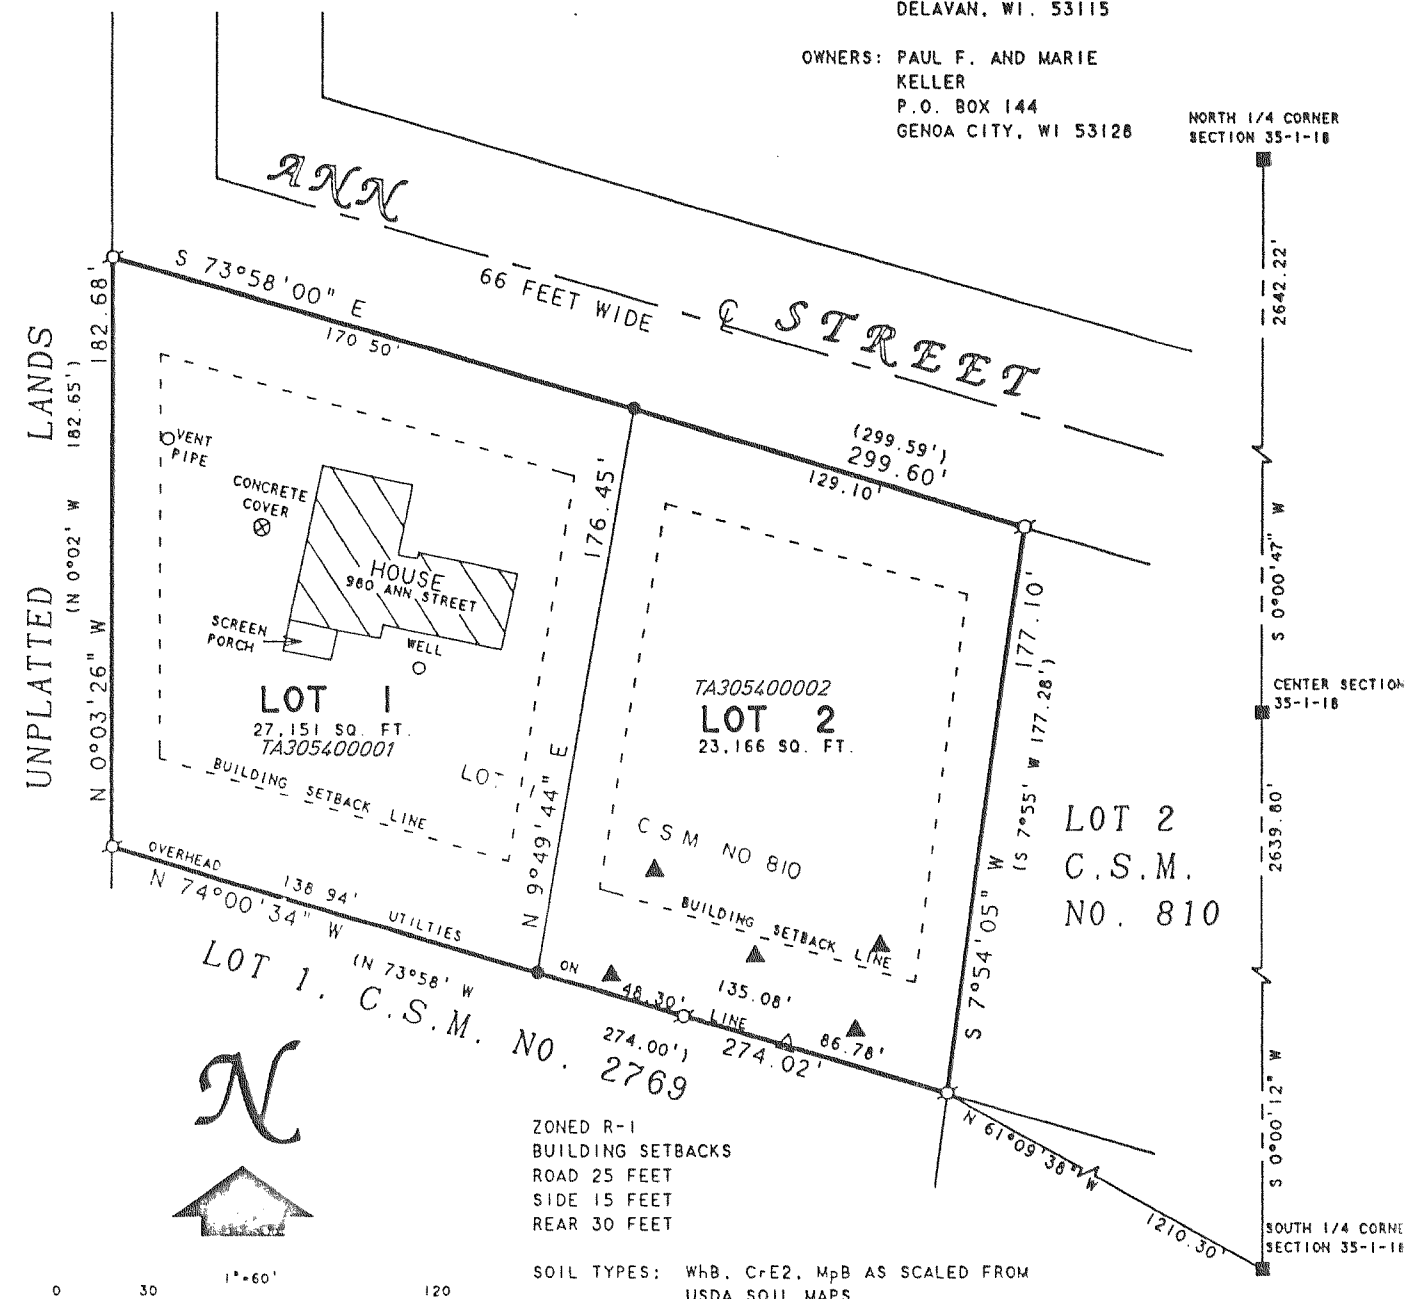 DELAVAN, WI. 53115
OWNERS: PAUL F. AND MARIE
KELLER
P.O. BOX 144
GENOA CITY, WI 53128
NORTH 1/4 CORNER
SECTION 35-1-18
2642.22'
ANN
66 FEET WIDE
℄ STREET
S 73°58'00" E
170 50'
182.68'
(N 0°02' W 182.65')
UNPLATTED LANDS
N 0°03'26" W
(299.59')
299.60'
129.10'
VENT
PIPE
CONCRETE
COVER
HOUSE
980 ANN STREET
SCREEN
PORCH
WELL
176.45'
N 9°49'44" E
177.10'
(S 7°55' W 177.28')
S 7°54'05" W
S 0°00'47" W
LOT 1
27,151 SQ. FT.
TA305400001
LOT 1
BUILDING SETBACK LINE
TA305400002
LOT 2
23,166 SQ. FT.
CENTER SECTION
35-1-18
C S M NO 810
BUILDING SETBACK LINE
LOT 2
C.S.M.
NO. 810
2639.80'
S 0°00'12" W
OVERHEAD UTILTIES ON LINE
138 94'
N 74°00'34" W
(N 73°58' W 274.00')
48.30'
135.08'
86.78'
274.02'
LOT 1. C.S.M. NO. 2769
N
ZONED R-1
BUILDING SETBACKS
ROAD 25 FEET
SIDE 15 FEET
REAR 30 FEET
N 61°09'38" W
1210.30'
SOUTH 1/4 CORNE
SECTION 35-1-18
SOIL TYPES: WhB, CrE2, MpB AS SCALED FROM
USDA SOIL MAPS
1"=60'
0 30 120